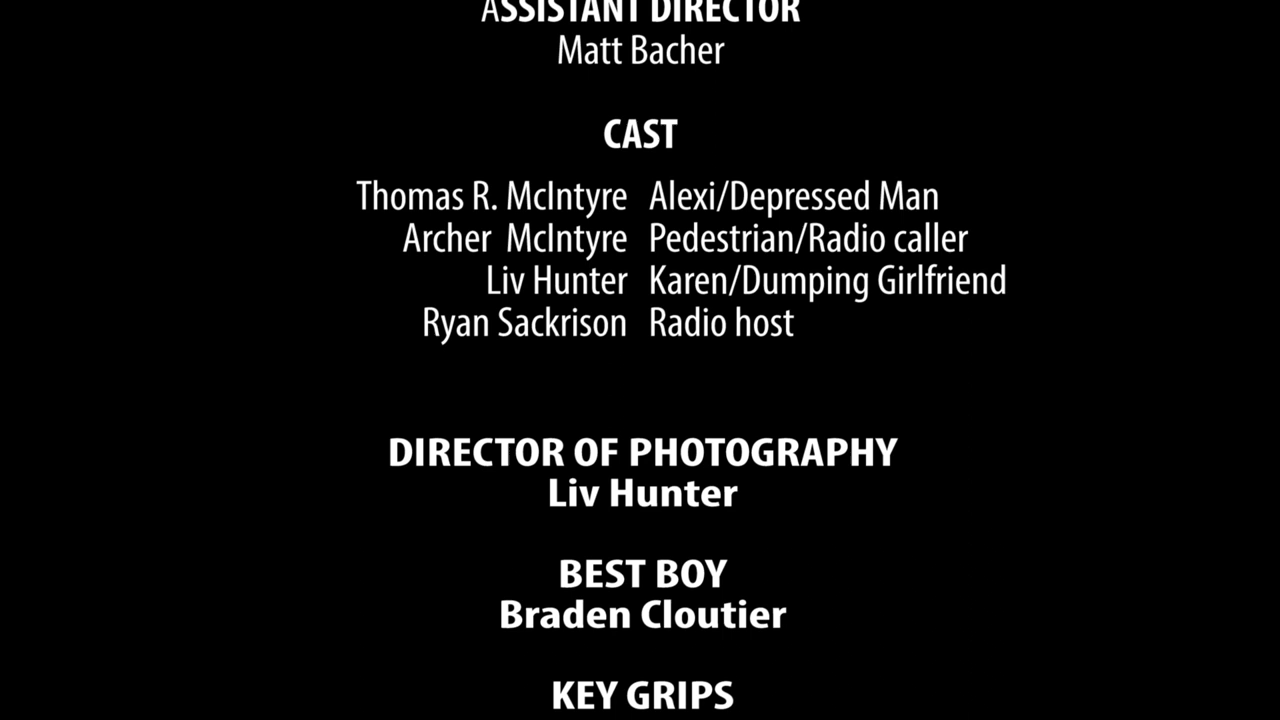 ASSISTANT DIRECTOR
Matt Bacher
CAST
Thomas R. McIntyre Alexi/Depressed Man
Archer McIntyre Pedestrian/Radio caller
Liv Hunter Karen/Dumping Girlfriend
Ryan Sackrison Radio host
DIRECTOR OF PHOTOGRAPHY
Liv Hunter
BEST BOY
Braden Cloutier
KEY GRIPS